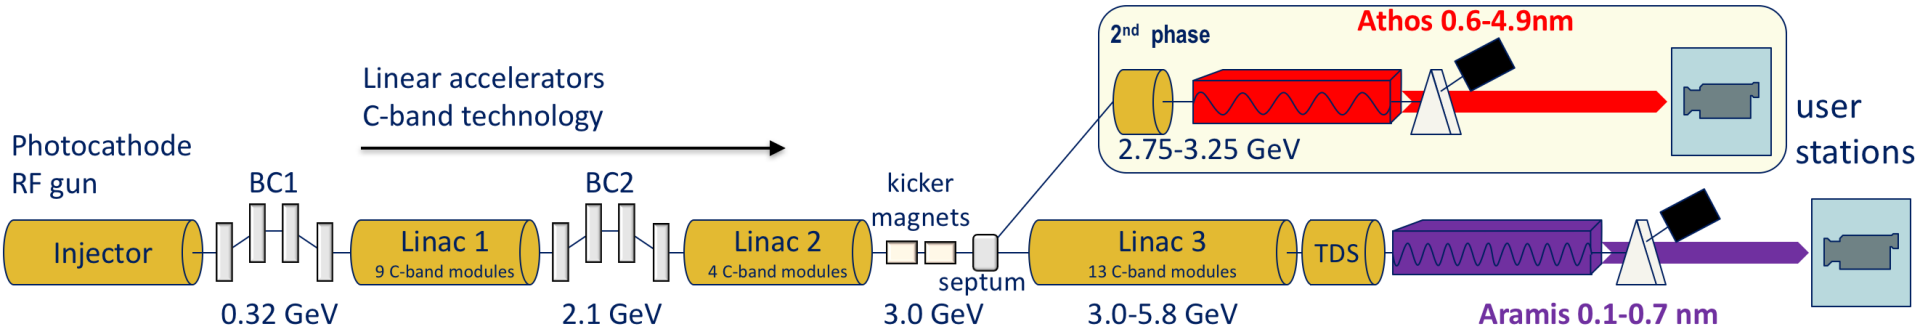 Athos 0.6-4.9nm
2nd phase
Linear accelerators
C-band technology
2.75-3.25 GeV
user
stations
Photocathode
RF gun
BC1
BC2
kicker
magnets
Injector
Linac 1
9 C-band modules
Linac 2
4 C-band modules
septum
Linac 3
13 C-band modules
TDS
0.32 GeV
2.1 GeV
3.0 GeV
3.0-5.8 GeV
Aramis 0.1-0.7 nm